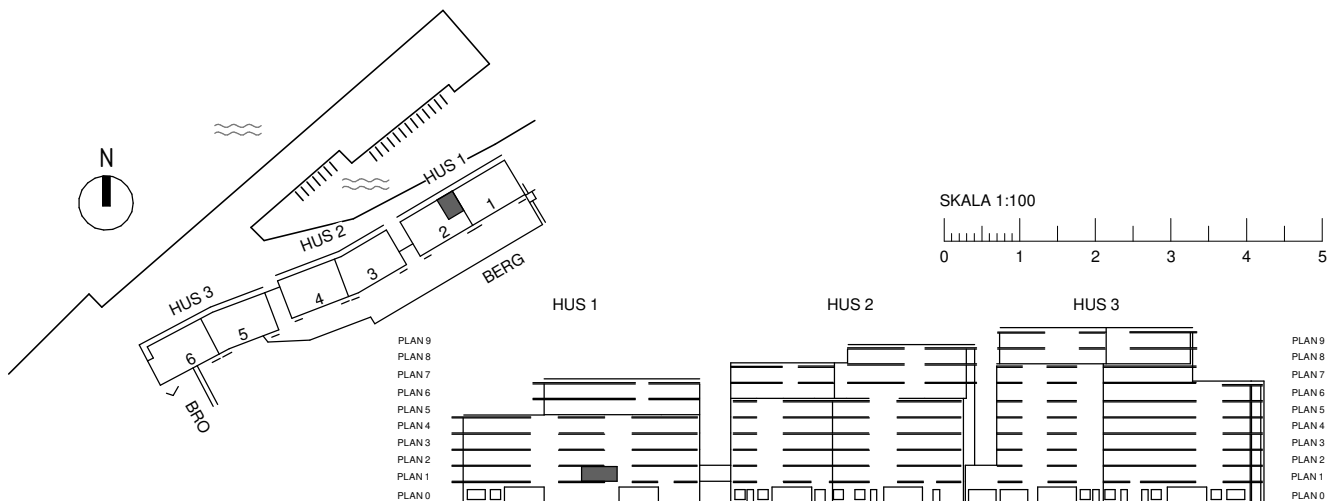 N
HUS 1
HUS 2
HUS 3
1
2
3
4
5
6
BERG
BRO
SKALA 1:100
0 1 2 3 4 5
HUS 1 HUS 2 HUS 3
PLAN 9 PLAN 9
PLAN 8 PLAN 8
PLAN 7 PLAN 7
PLAN 6 PLAN 6
PLAN 5 PLAN 5
PLAN 4 PLAN 4
PLAN 3 PLAN 3
PLAN 2 PLAN 2
PLAN 1 PLAN 1
PLAN 0 PLAN 0